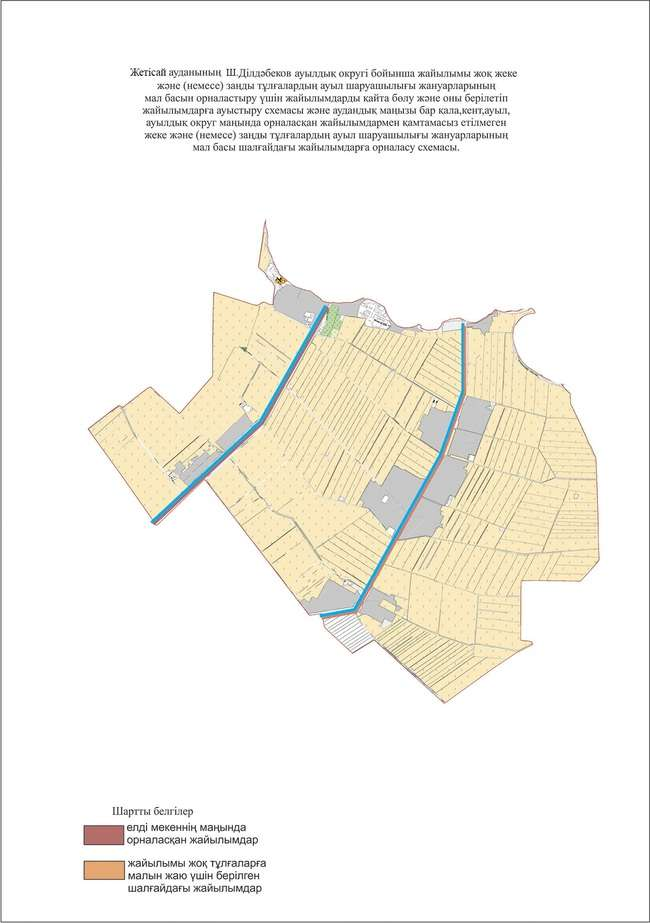 Жетісай ауданының Ш.Ділдәбеков ауылдық округі бойынша жайылымы жоқ жеке
және (немесе) заңды тұлғалардың ауыл шаруашылығы жануарларының
мал басын орналастыру үшін жайылымдарды қайта бөлу және оны берілетіп
жайылымдарға ауыстыру схемасы және аудандық маңызы бар қала,кент,ауыл,
ауылдық округ маңында орналасқан жайылымдармен қамтамасыз етілмеген
жеке және (немесе) заңды тұлғалардың ауыл шаруашылығы жануарларының
мал басы шалғайдағы жайылымдарға орналасу схемасы.
Шартты белгілер
елді мекеннің маңында
орналасқан жайылымдар
жайылымы жоқ тұлғаларға
малын жаю үшін берілген
шалғайдағы жайылымдар